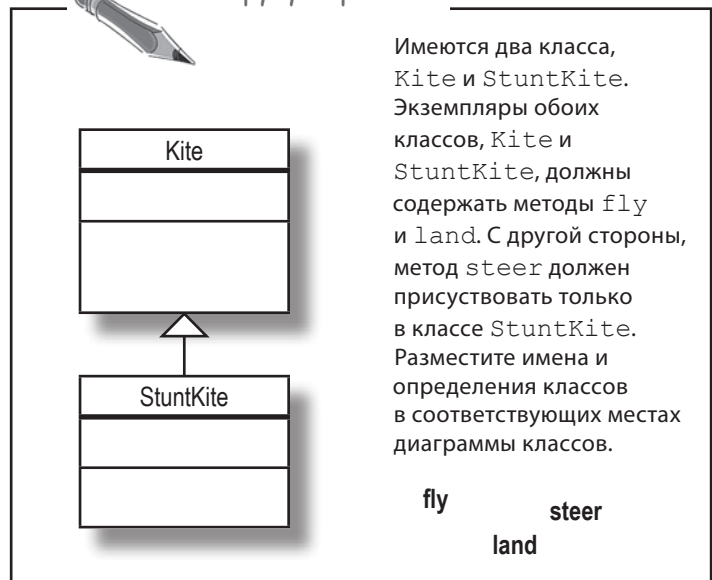 Kite
StuntKite
Имеются два класса,
Kite и StuntKite.
Экземпляры обоих
классов, Kite и
StuntKite, должны
содержать методы fly
и land. С другой стороны,
метод steer должен
присуствовать только
в классе StuntKite.
Разместите имена и
определения классов
в соответствующих местах
диаграммы классов.
fly
steer
land